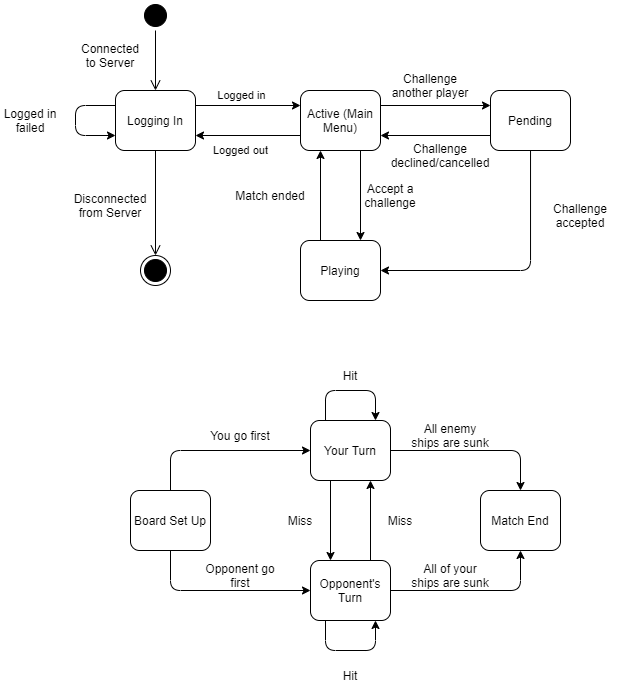 Connected
to Server
Logged in
failed
Logging In
Logged in
Logged out
Active (Main
Menu)
Challenge
another player
Pending
Challenge
declined/cancelled
Disconnected
from Server
Match ended
Accept a
challenge
Challenge
accepted
Playing
Hit
You go first
Your Turn
All enemy
ships are sunk
Board Set Up
Miss
Miss
Match End
Opponent go
first
Opponent's
Turn
All of your
ships are sunk
Hit